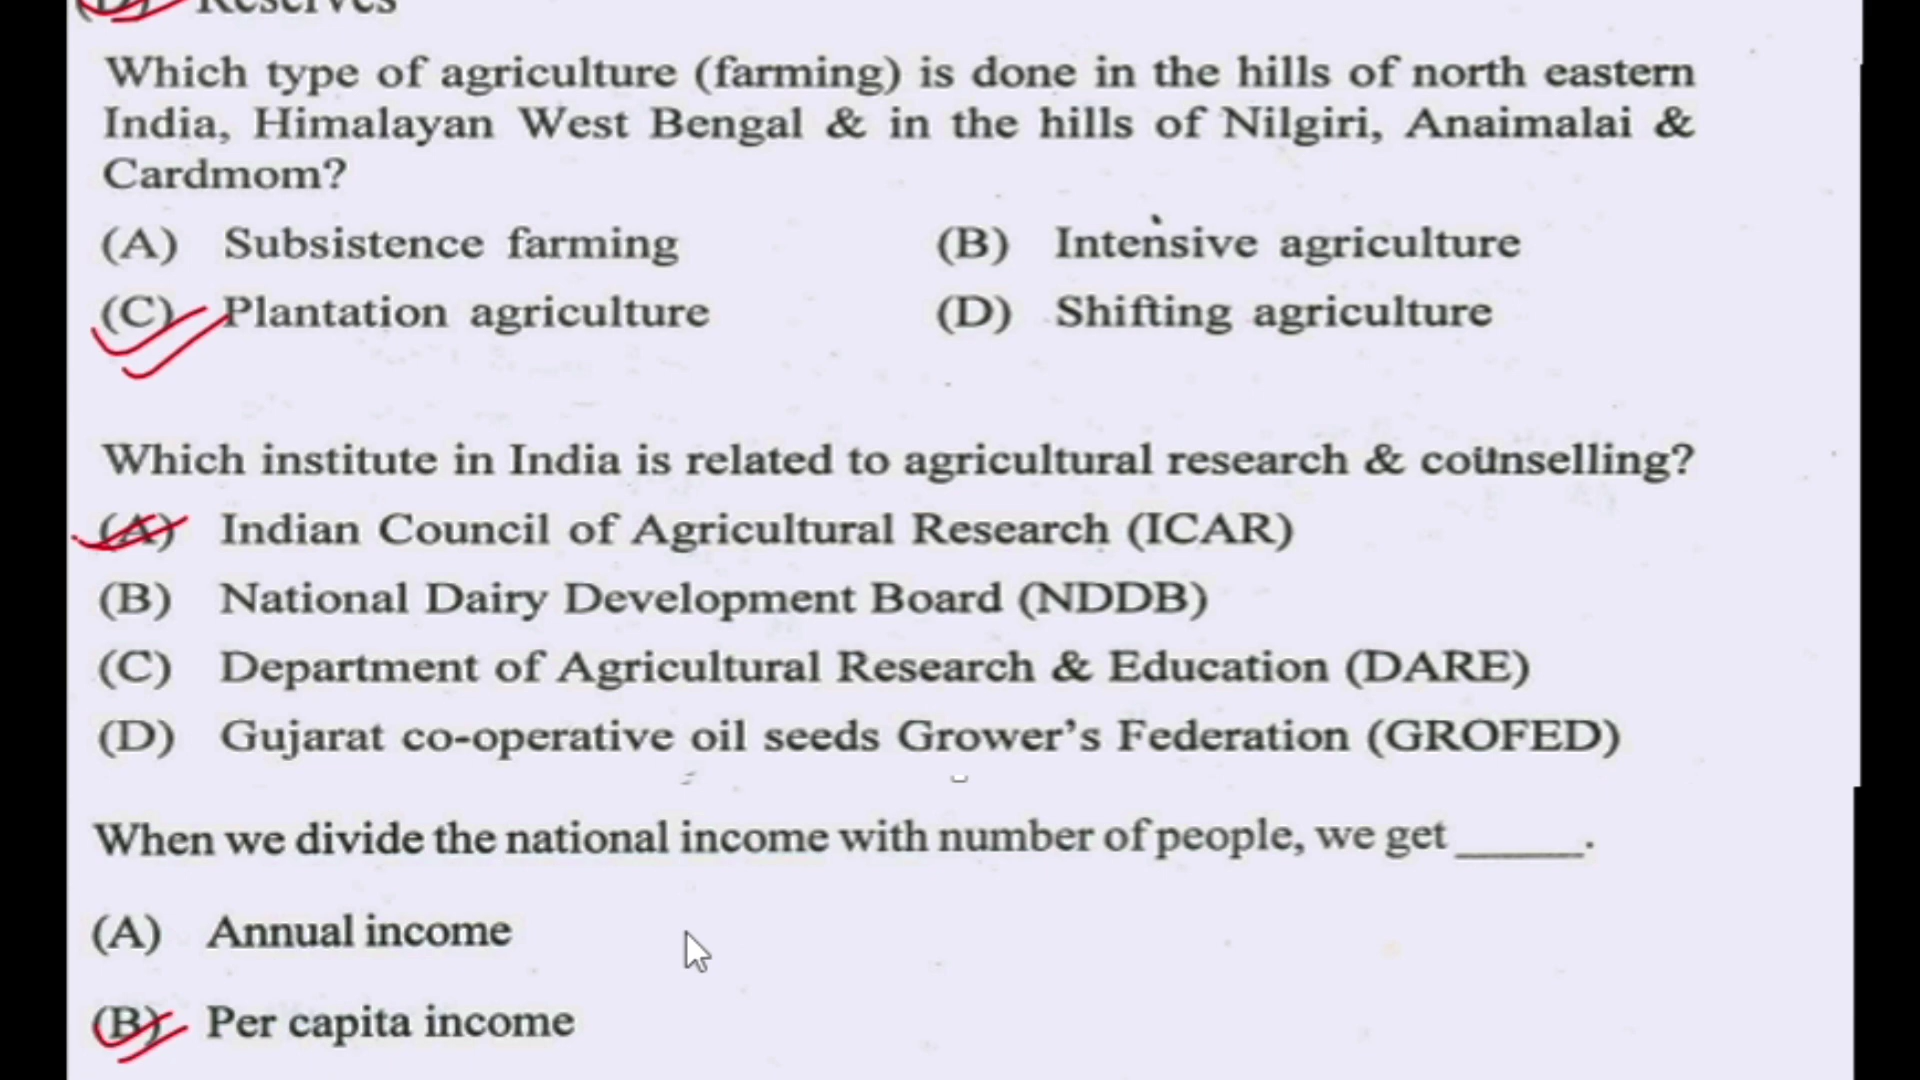 (D) Reserves
Which type of agriculture (farming) is done in the hills of north eastern
India, Himalayan West Bengal & in the hills of Nilgiri, Anaimalai &
Cardmom?
(A) Subsistence farming (B) Intensive agriculture
(C) Plantation agriculture (D) Shifting agriculture
Which institute in India is related to agricultural research & counselling?
(A) Indian Council of Agricultural Research (ICAR)
(B) National Dairy Development Board (NDDB)
(C) Department of Agricultural Research & Education (DARE)
(D) Gujarat co-operative oil seeds Grower's Federation (GROFED)
When we divide the national income with number of people, we get ______.
(A) Annual income
(B) Per capita income